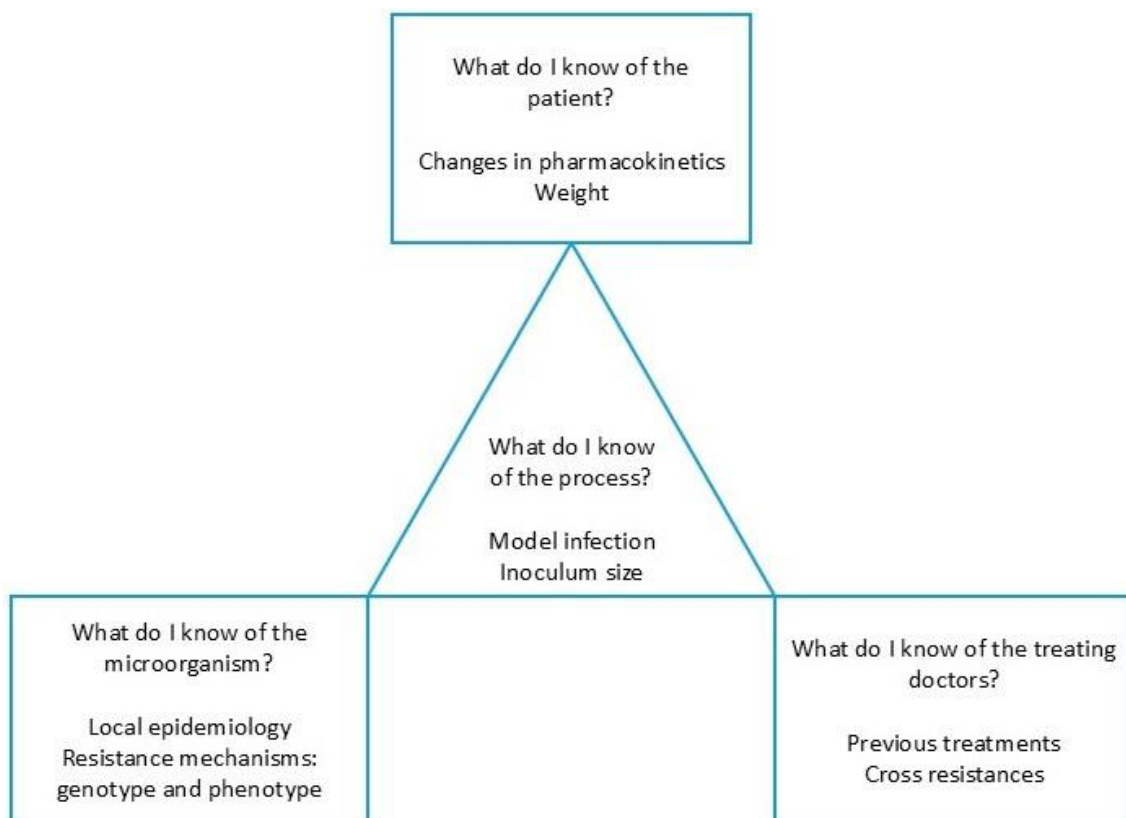 What do I know of the
patient?
Changes in pharmacokinetics
Weight
What do I know
of the process?
Model infection
Inoculum size
What do I know of the
microorganism?
Local epidemiology
Resistance mechanisms:
genotype and phenotype
What do I know of the treating
doctors?
Previous treatments
Cross resistances